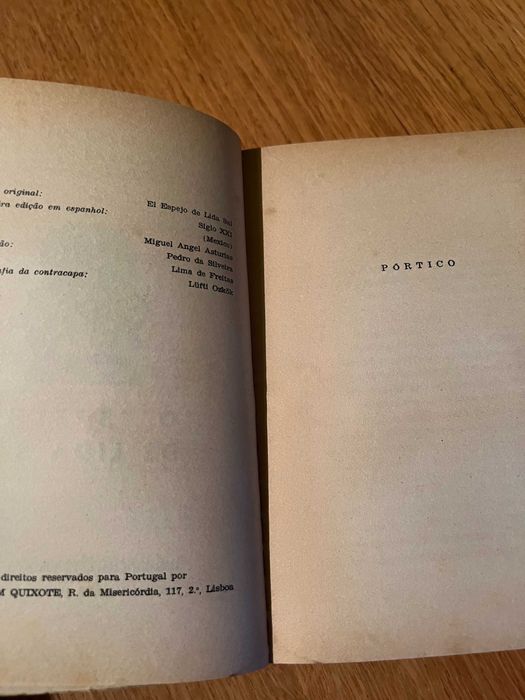 original:
ra edição em espanhol:
El Espejo de Lida Sal
Siglo XXI
(Mexico)
ão:
Miguel Angel Asturias
Pedro da Silveira
fia da contracapa:
Lima de Freitas
Lüfti Ozkök
direitos reservados para Portugal por
M QUIXOTE, R. da Misericórdia, 117, 2.º, Lisboa
PÓRTICO